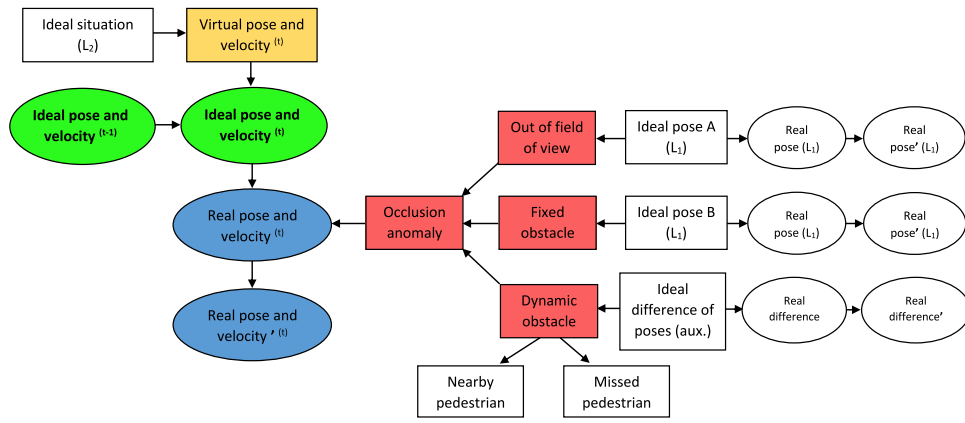 Ideal situation
(L₂)
Virtual pose and
velocity ⁽ᵗ⁾
Ideal pose and
velocity ⁽ᵗ⁻¹⁾
Ideal pose and
velocity ⁽ᵗ⁾
Out of field
of view
Ideal pose A
(L₁)
Real
pose (L₁)
Real
pose' (L₁)
Real pose and
velocity ⁽ᵗ⁾
Occlusion
anomaly
Fixed
obstacle
Ideal pose B
(L₁)
Real
pose (L₁)
Real
pose' (L₁)
Real pose and
velocity ' ⁽ᵗ⁾
Dynamic
obstacle
Ideal
difference of
poses (aux.)
Real
difference
Real
difference'
Nearby
pedestrian
Missed
pedestrian